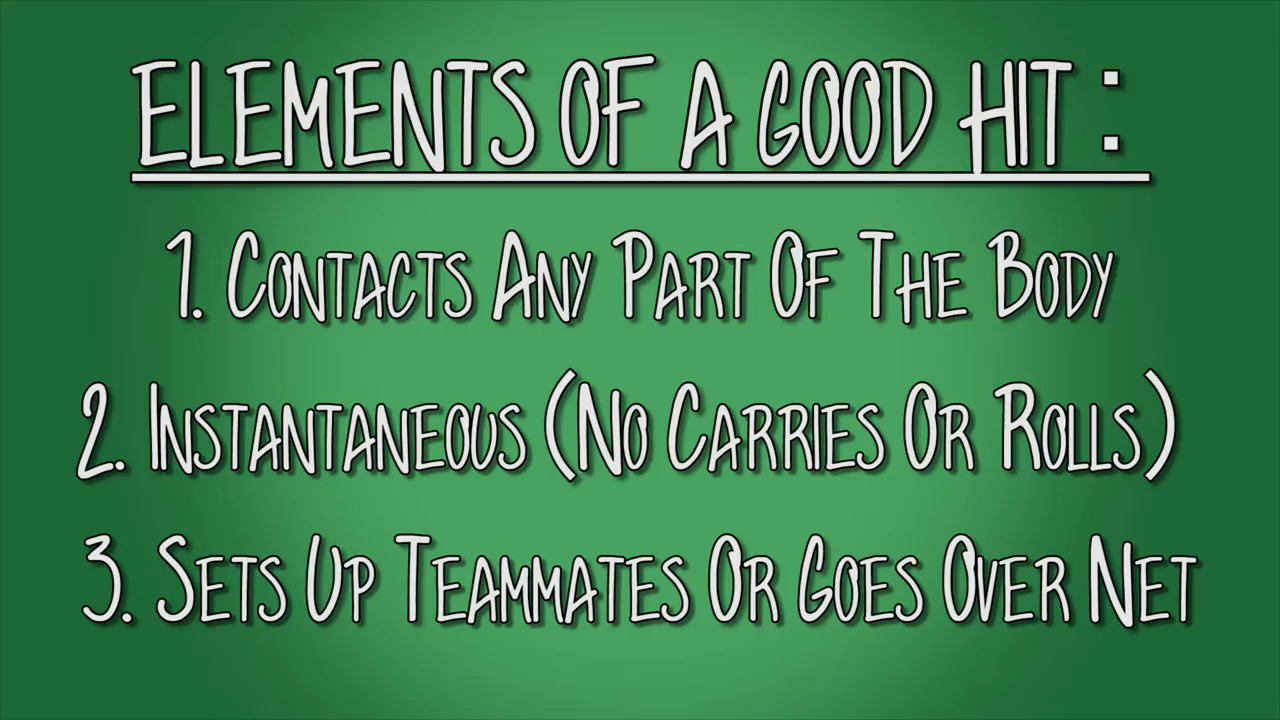 ELEMENTS OF A GOOD HIT :
1. CONTACTS ANY PART OF THE BODY
2. INSTANTANEOUS (NO CARRIES OR ROLLS)
3. SETS UP TEAMMATES OR GOES OVER NET